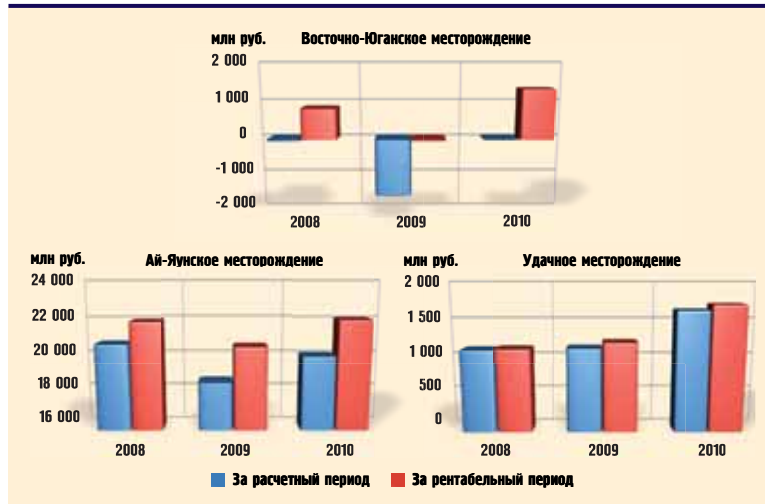 млн руб. Восточно-Юганское месторождение
2 000
1 000
0
-1 000
-2 000
2008 2009 2010
млн руб. Ай-Яунское месторождение
24 000
22 000
20 000
18 000
16 000
2008 2009 2010
млн руб. Удачное месторождение
2 000
1 500
1 000
500
0
2008 2009 2010
За расчетный период За рентабельный период